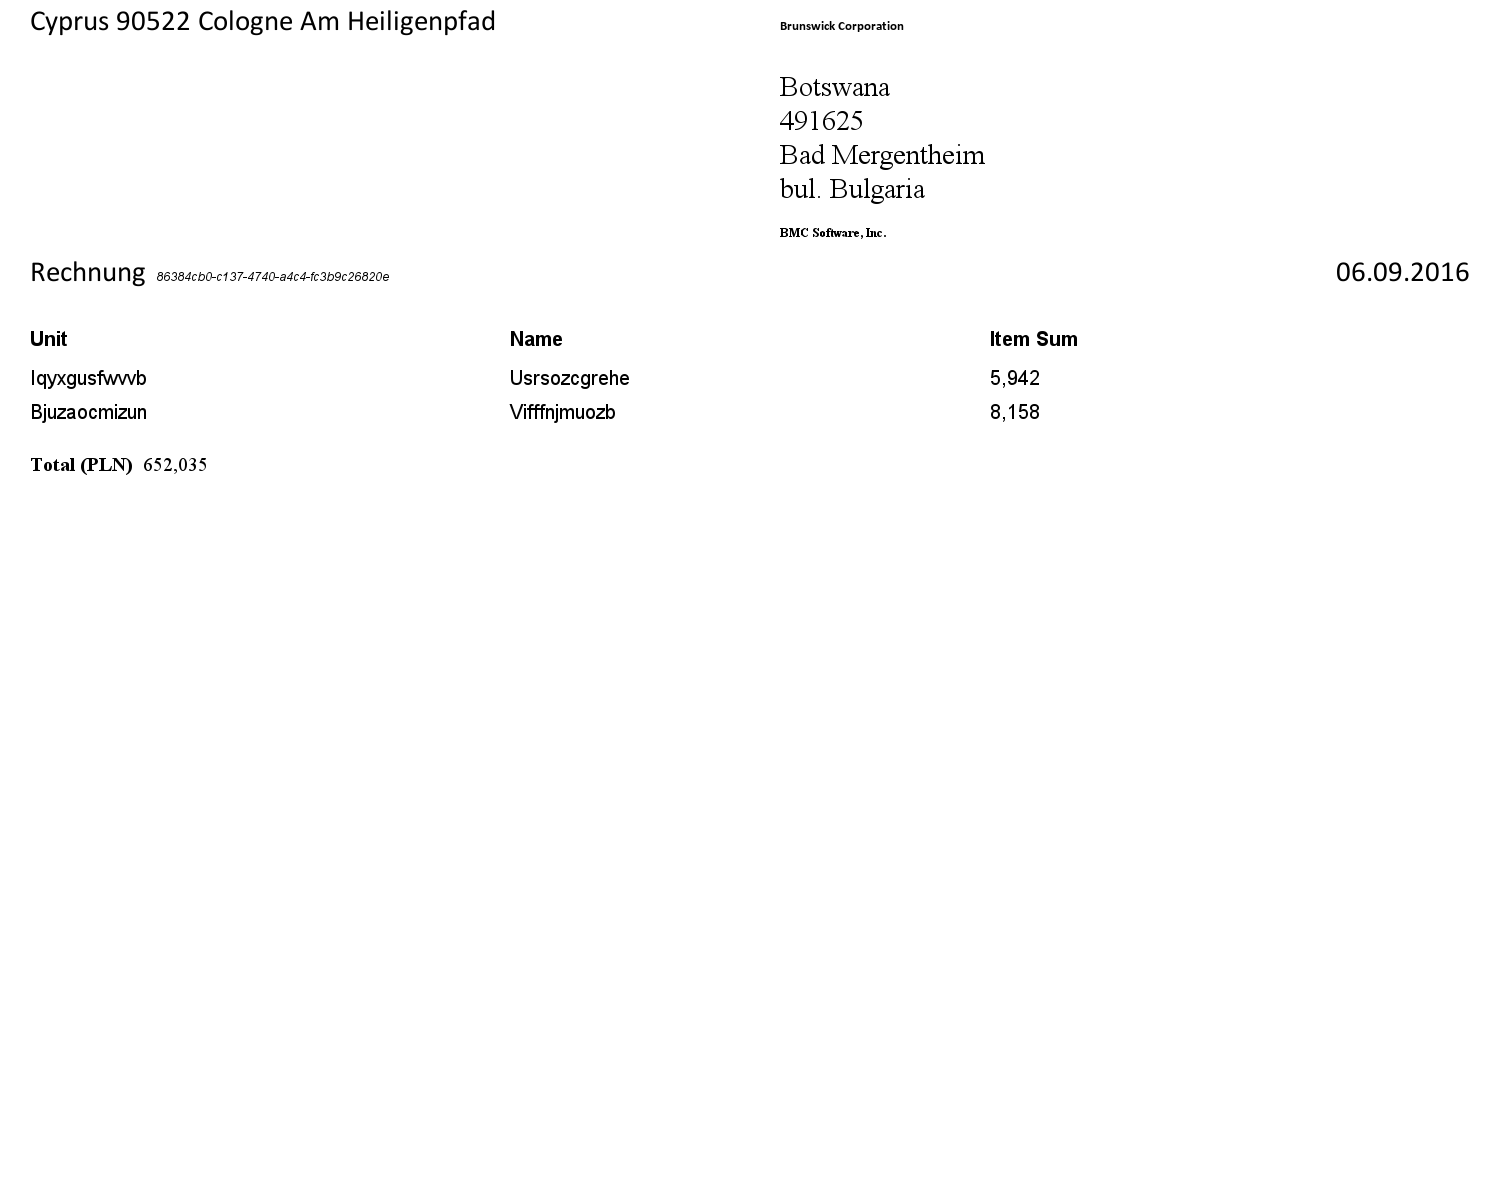 Cyprus 90522 Cologne Am Heiligenpfad
Brunswick Corporation
Botswana
491625
Bad Mergentheim
bul. Bulgaria
BMC Software, Inc.
Rechnung 86384cb0-c137-4740-a4c4-fc3b9c26820e 06.09.2016
Unit Name Item Sum
Iqyxgusfwvvb Usrsozcgrehe 5,942
Bjuzaocmizun Vifffnjmuozb 8,158
Total (PLN) 652,035